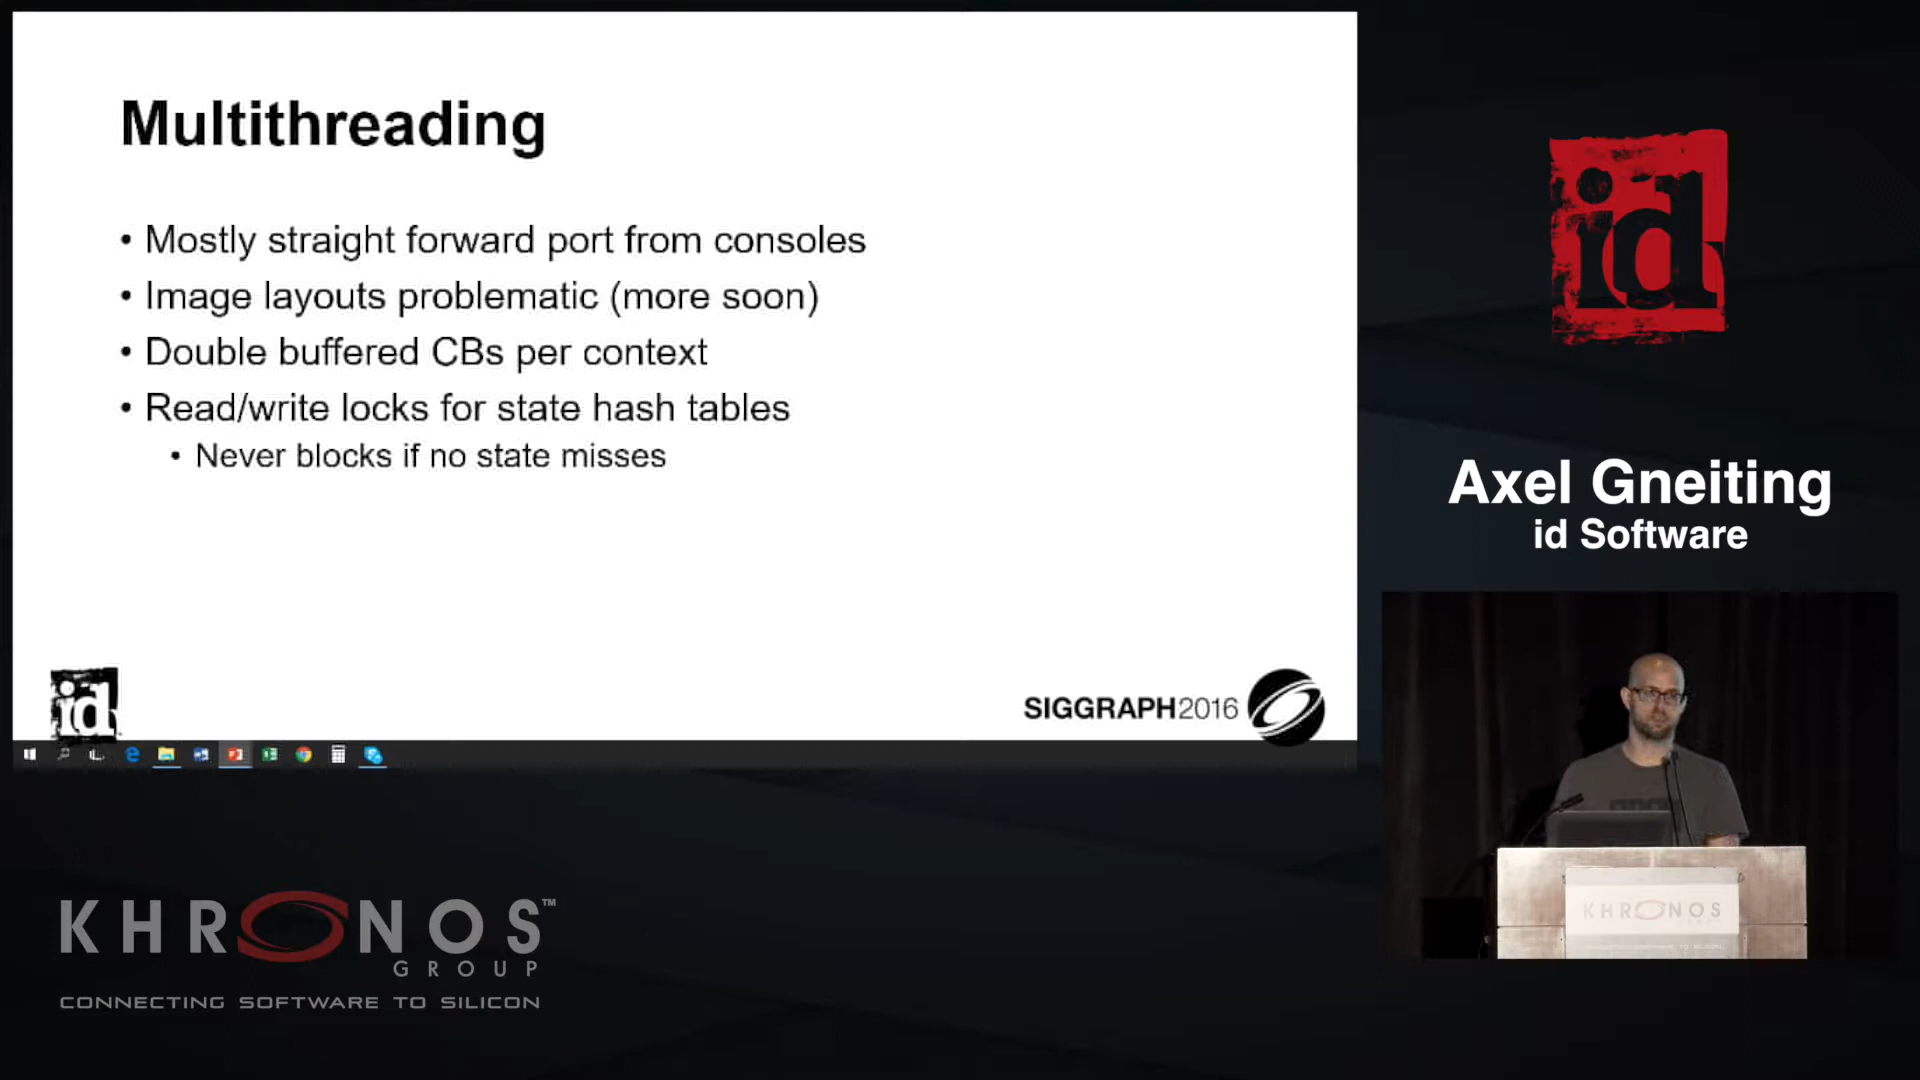 Multithreading
• Mostly straight forward port from consoles
• Image layouts problematic (more soon)
• Double buffered CBs per context
• Read/write locks for state hash tables
• Never blocks if no state misses
id
SIGGRAPH2016
id
Axel Gneiting
id Software
KHRONOS
KHRONOS™
GROUP
CONNECTING SOFTWARE TO SILICON